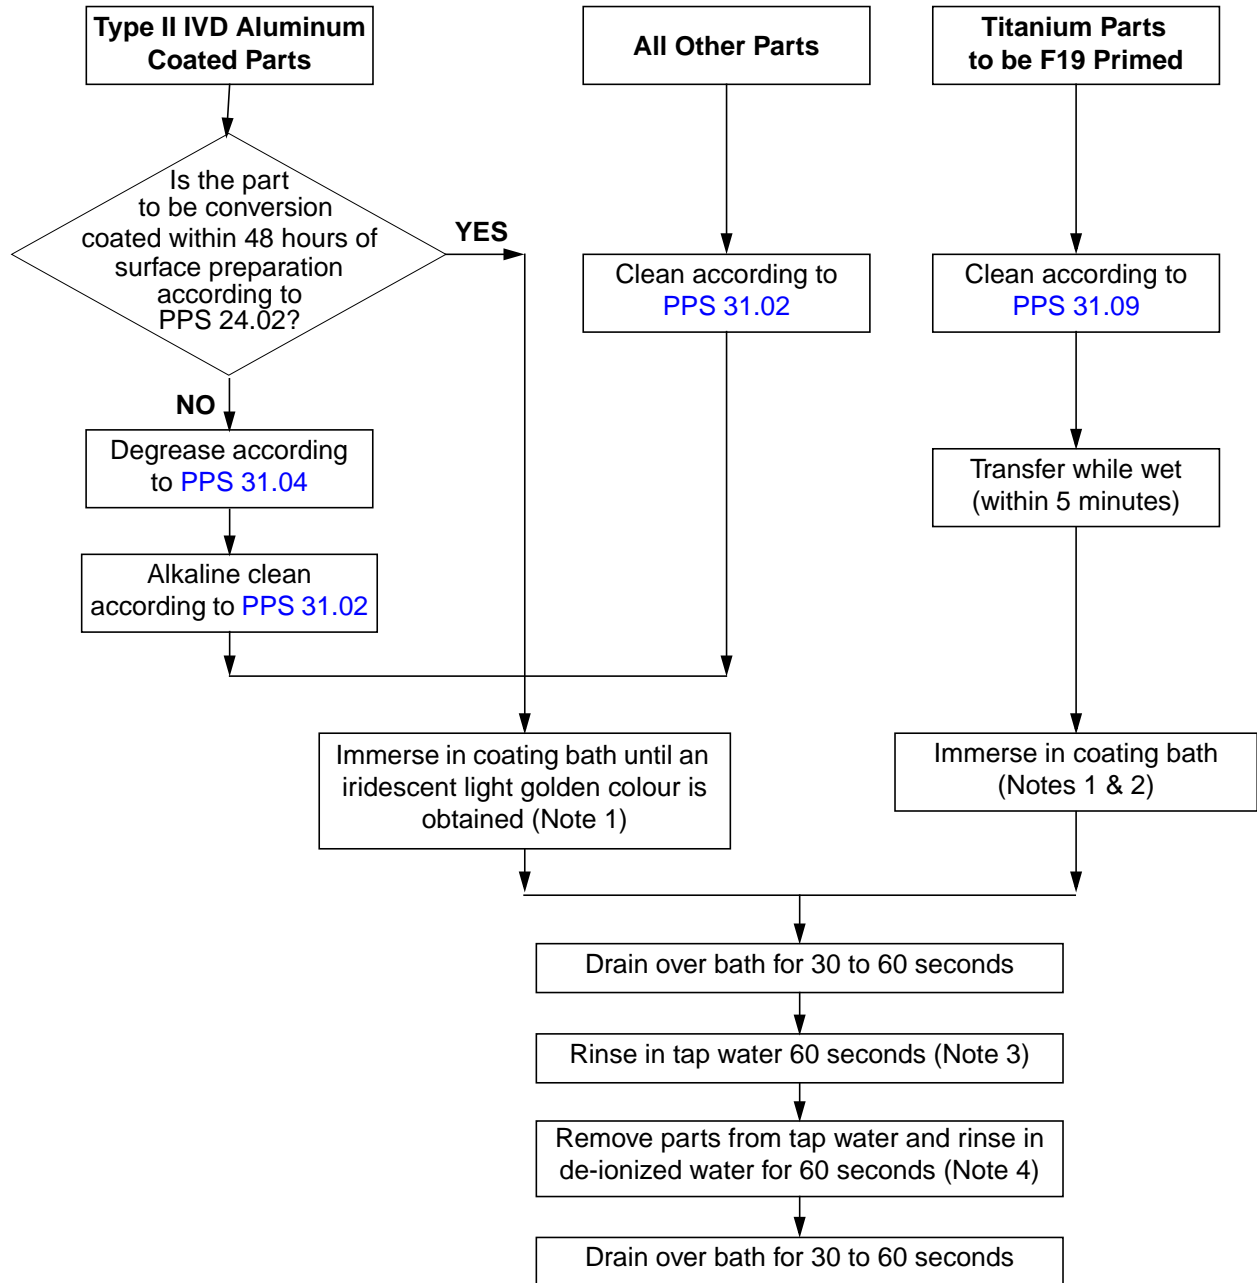 Type II IVD Aluminum
Coated Parts
All Other Parts
Titanium Parts
to be F19 Primed
Is the part
to be conversion
coated within 48 hours of
surface preparation
according to
PPS 24.02?
YES
NO
Clean according to
PPS 31.02
Clean according to
PPS 31.09
Degrease according
to PPS 31.04
Transfer while wet
(within 5 minutes)
Alkaline clean
according to PPS 31.02
Immerse in coating bath until an
iridescent light golden colour is
obtained (Note 1)
Immerse in coating bath
(Notes 1 & 2)
Drain over bath for 30 to 60 seconds
Rinse in tap water 60 seconds (Note 3)
Remove parts from tap water and rinse in
de-ionized water for 60 seconds (Note 4)
Drain over bath for 30 to 60 seconds